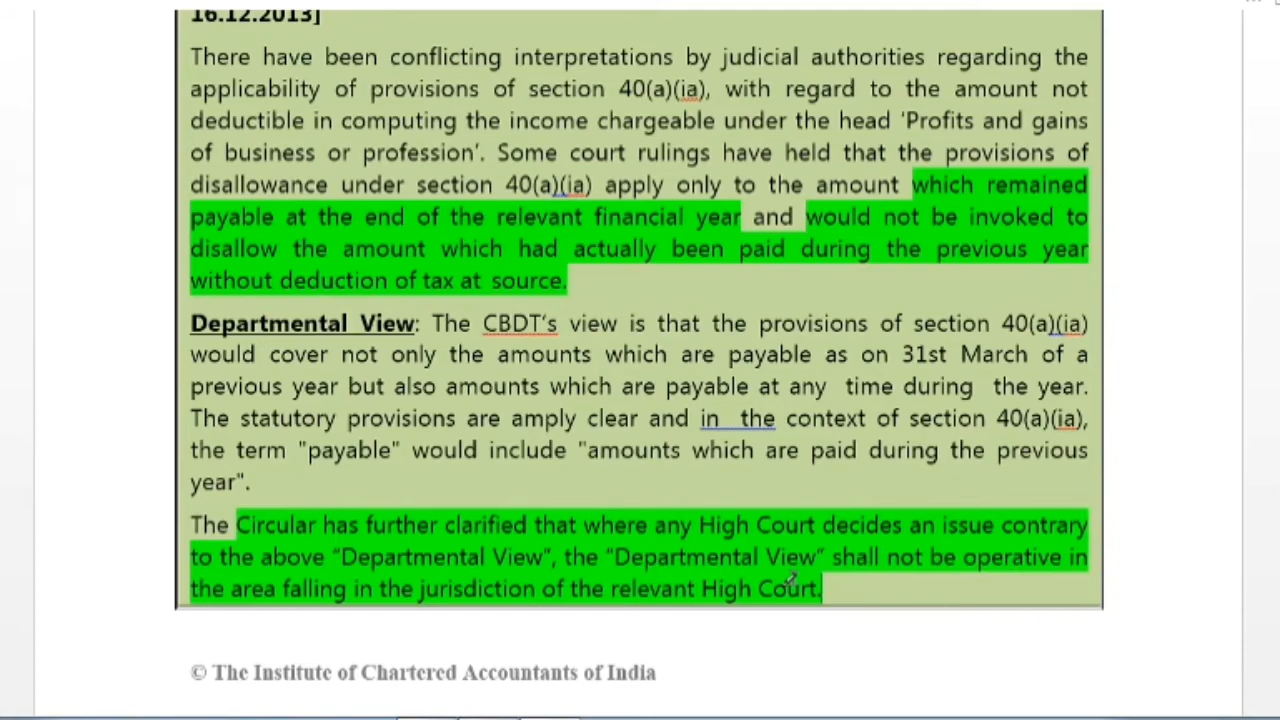 16.12.2013]
There have been conflicting interpretations by judicial authorities regarding the
applicability of provisions of section 40(a)(ia), with regard to the amount not
deductible in computing the income chargeable under the head ‘Profits and gains
of business or profession’. Some court rulings have held that the provisions of
disallowance under section 40(a)(ia) apply only to the amount which remained
payable at the end of the relevant financial year and would not be invoked to
disallow the amount which had actually been paid during the previous year
without deduction of tax at source.
Departmental View: The CBDT’s view is that the provisions of section 40(a)(ia)
would cover not only the amounts which are payable as on 31st March of a
previous year but also amounts which are payable at any time during the year.
The statutory provisions are amply clear and in the context of section 40(a)(ia),
the term "payable" would include "amounts which are paid during the previous
year".
The Circular has further clarified that where any High Court decides an issue contrary
to the above “Departmental View”, the “Departmental View” shall not be operative in
the area falling in the jurisdiction of the relevant High Court.
© The Institute of Chartered Accountants of India